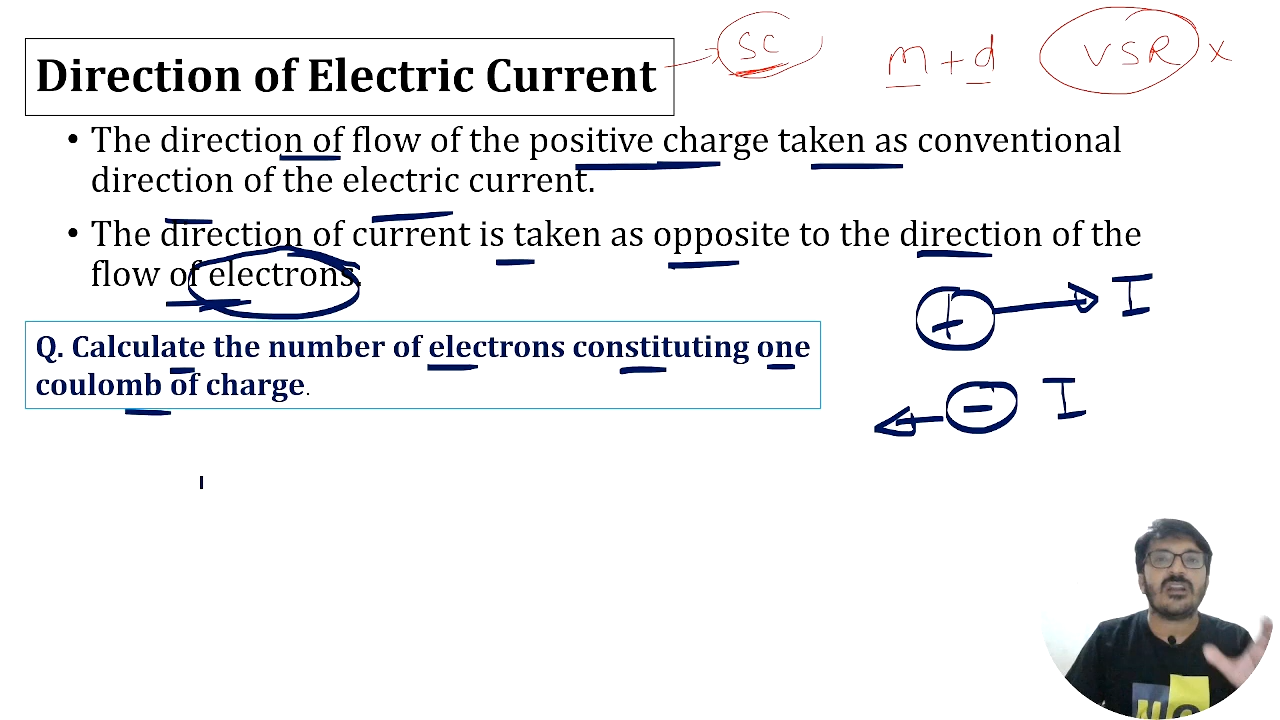 Direction of Electric Current
SC
m + d
VSR x
• The direction of flow of the positive charge taken as conventional
direction of the electric current.
• The direction of current is taken as opposite to the direction of the
flow of electrons.
+ I
Q. Calculate the number of electrons constituting one
coulomb of charge.
- I